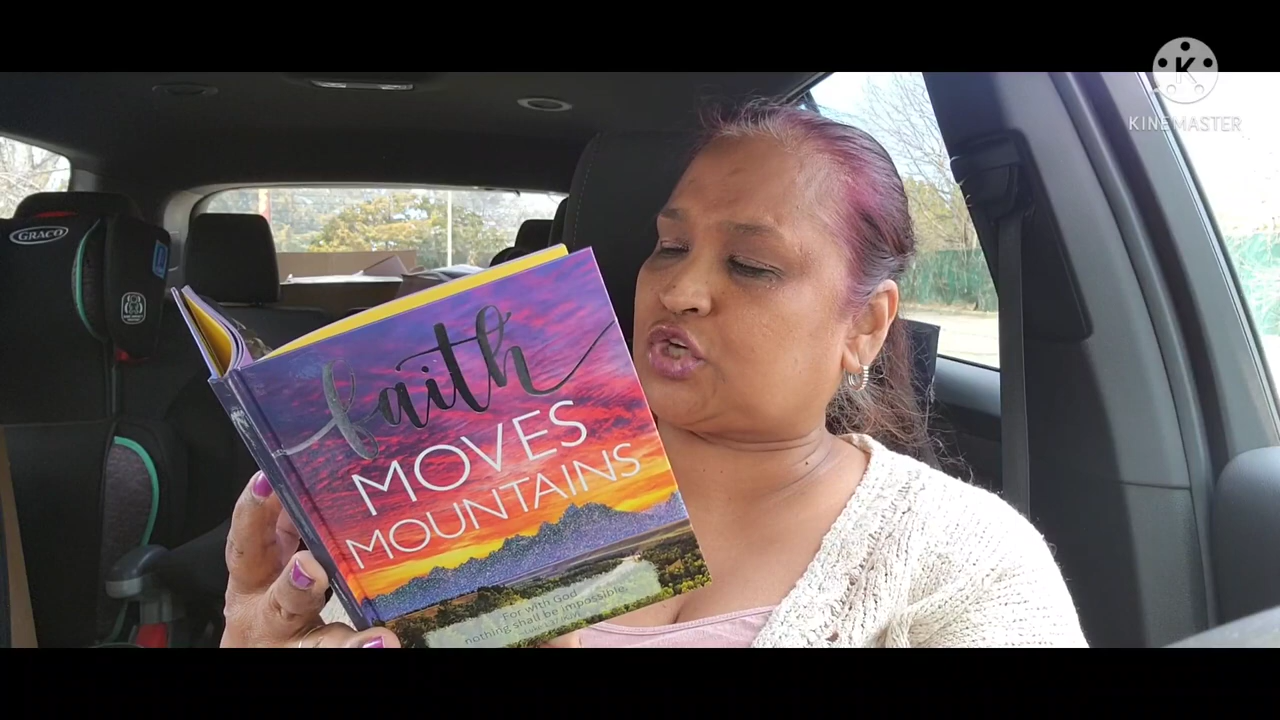 KINEMASTER
GRACO
faith
MOVES
MOUNTAINS
For with God
nothing shall be impossible.